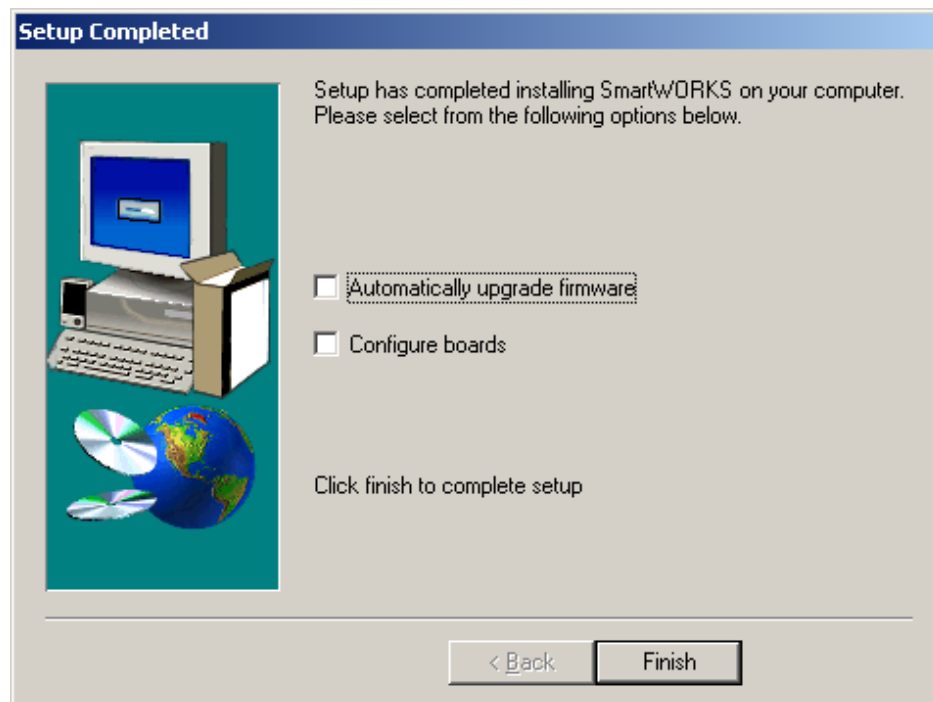 Setup Completed
Setup has completed installing SmartWORKS on your computer.
Please select from the following options below.
Automatically upgrade firmware
Configure boards
Click finish to complete setup
< Back
Finish